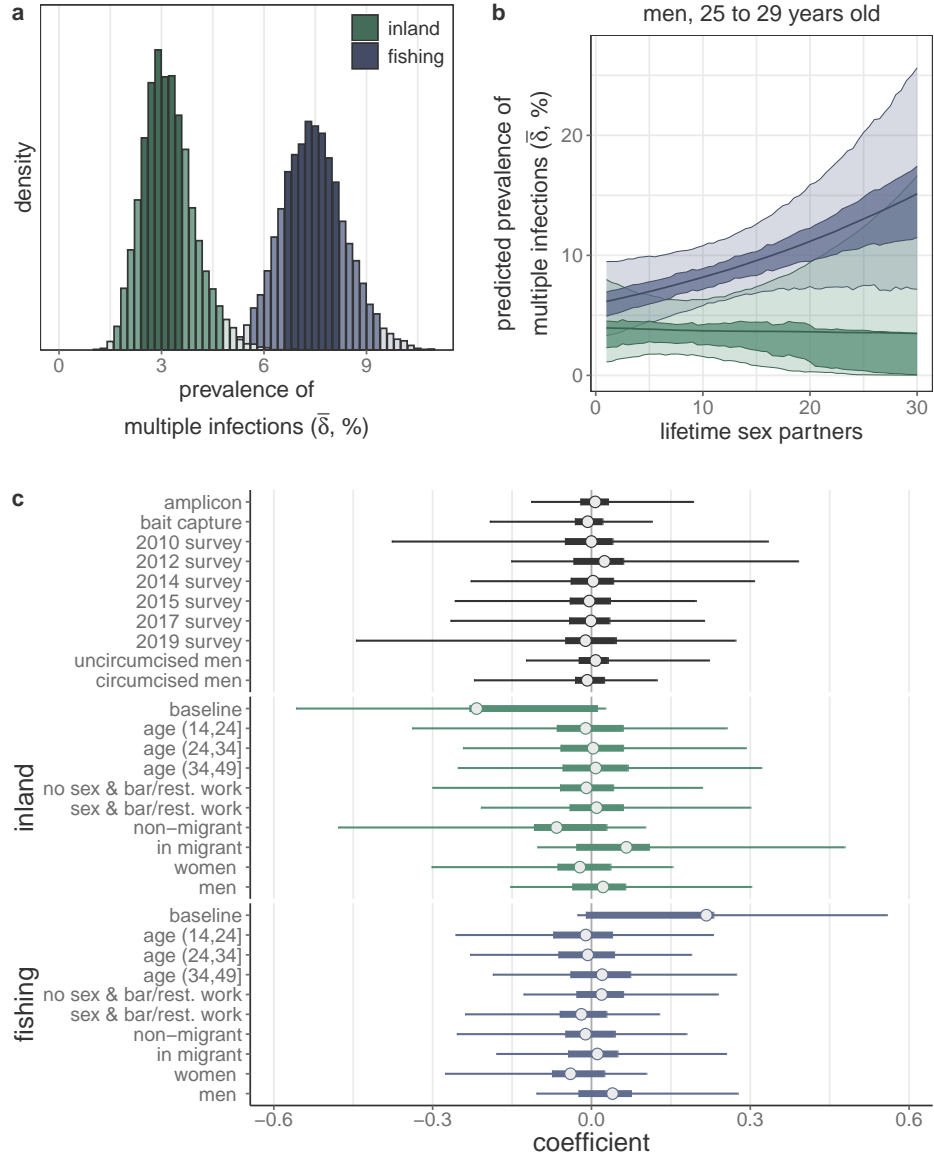 a
inland
fishing
density
0 3 6 9
prevalence of
multiple infections (δ̅, %)
b
men, 25 to 29 years old
predicted prevalence of
multiple infections (δ̅, %)
20
10
0
0 10 20 30
lifetime sex partners
c
amplicon
bait capture
2010 survey
2012 survey
2014 survey
2015 survey
2017 survey
2019 survey
uncircumcised men
circumcised men
inland
baseline
age (14,24]
age (24,34]
age (34,49]
no sex & bar/rest. work
sex & bar/rest. work
non−migrant
in migrant
women
men
fishing
baseline
age (14,24]
age (24,34]
age (34,49]
no sex & bar/rest. work
sex & bar/rest. work
non−migrant
in migrant
women
men
−0.6 −0.3 0.0 0.3 0.6
coefficient